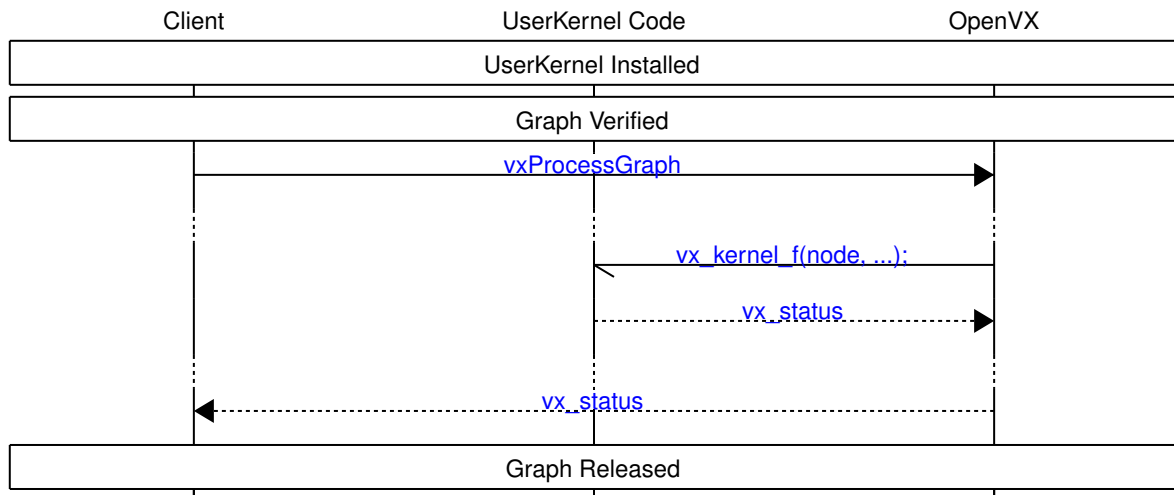 Client UserKernel Code OpenVX
UserKernel Installed
Graph Verified
vxProcessGraph
vx_kernel_f(node, ...);
vx_status
vx_status
Graph Released